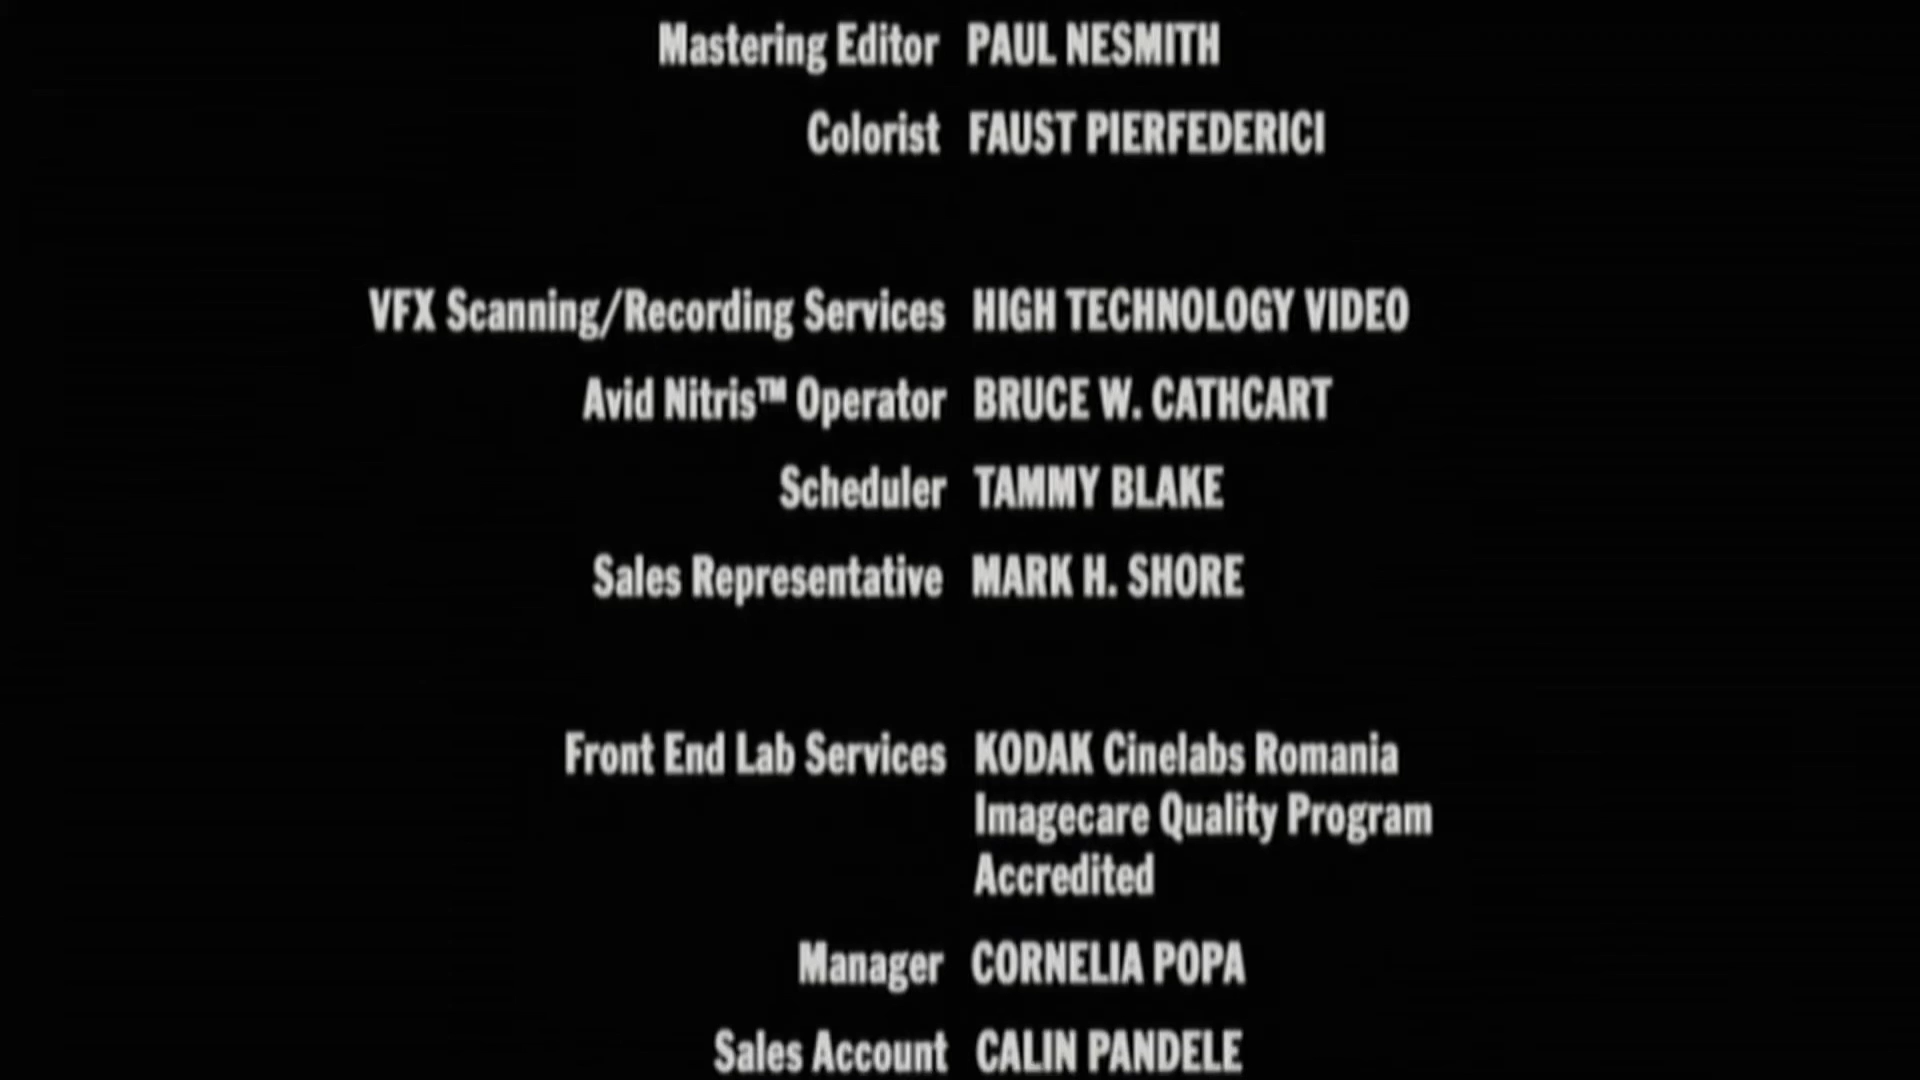 Mastering Editor PAUL NESMITH
Colorist FAUST PIERFEDERICI
VFX Scanning/Recording Services HIGH TECHNOLOGY VIDEO
Avid Nitris™ Operator BRUCE W. CATHCART
Scheduler TAMMY BLAKE
Sales Representative MARK H. SHORE
Front End Lab Services KODAK Cinelabs Romania
Imagecare Quality Program
Accredited
Manager CORNELIA POPA
Sales Account CALIN PANDELE